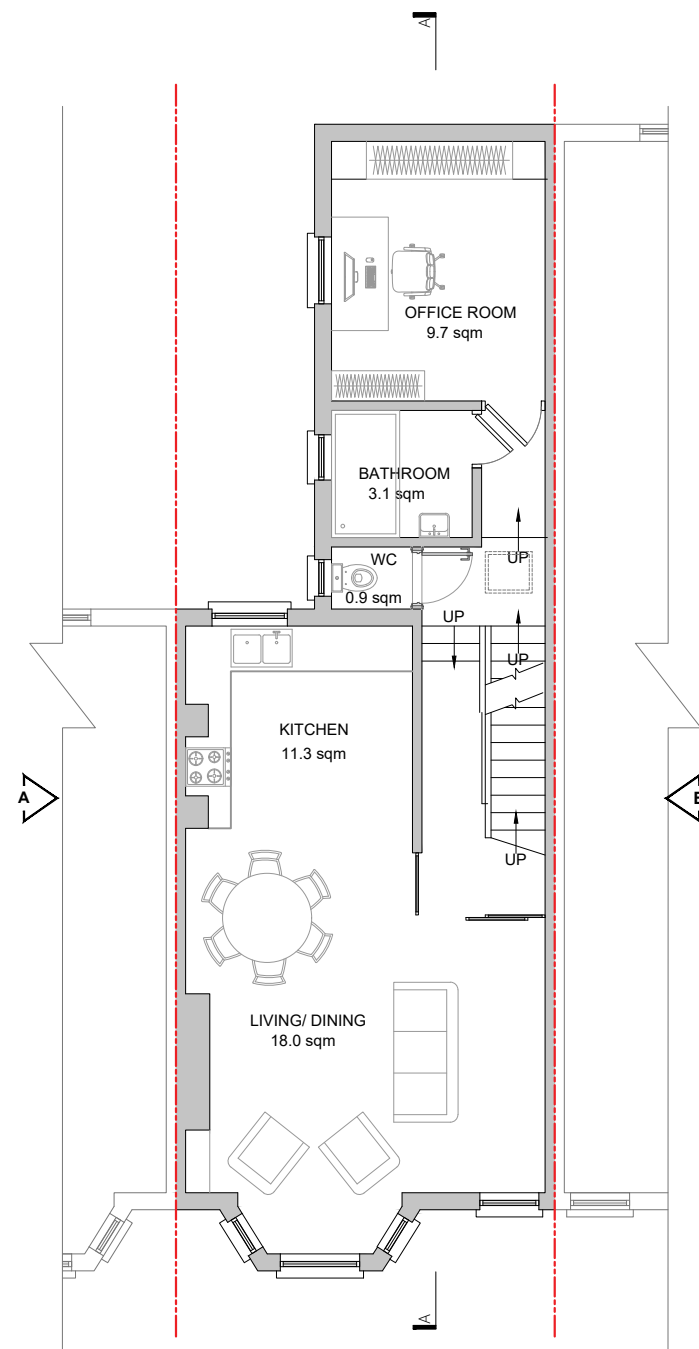 A
OFFICE ROOM
9.7 sqm
BATHROOM
3.1 sqm
WC
0.9 sqm
UP
UP
UP
KITCHEN
11.3 sqm
A
B
UP
LIVING/ DINING
18.0 sqm
A